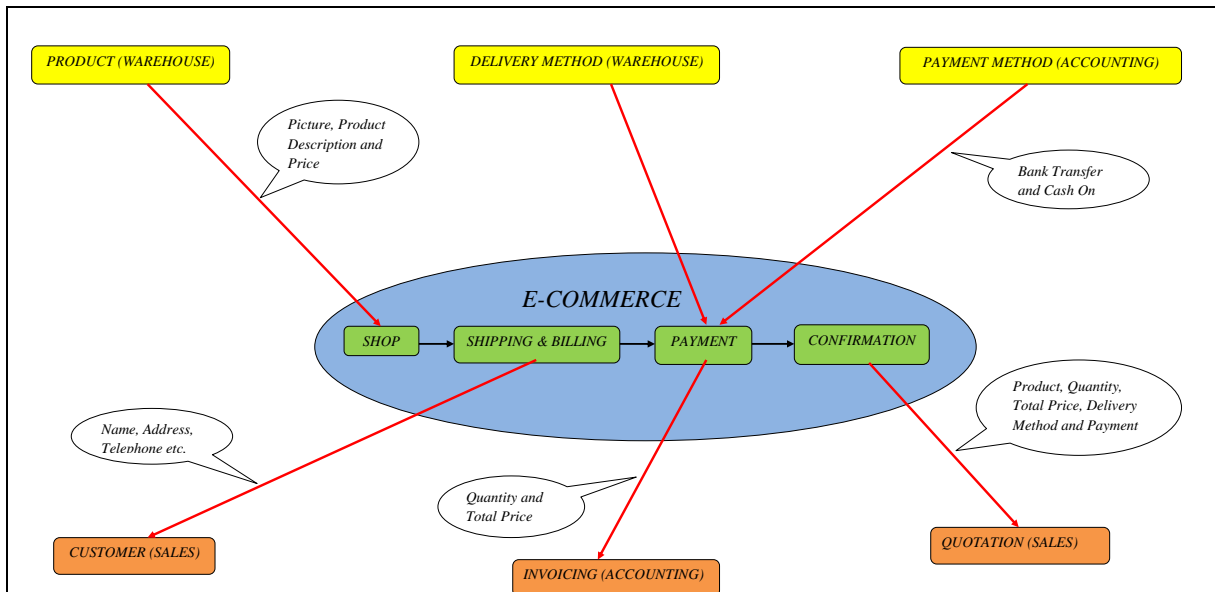 PRODUCT (WAREHOUSE)
DELIVERY METHOD (WAREHOUSE)
PAYMENT METHOD (ACCOUNTING)
Picture, Product
Description and
Price
Bank Transfer
and Cash On
E-COMMERCE
SHOP
SHIPPING & BILLING
PAYMENT
CONFIRMATION
Name, Address,
Telephone etc.
Quantity and
Total Price
Product, Quantity,
Total Price, Delivery
Method and Payment
CUSTOMER (SALES)
INVOICING (ACCOUNTING)
QUOTATION (SALES)